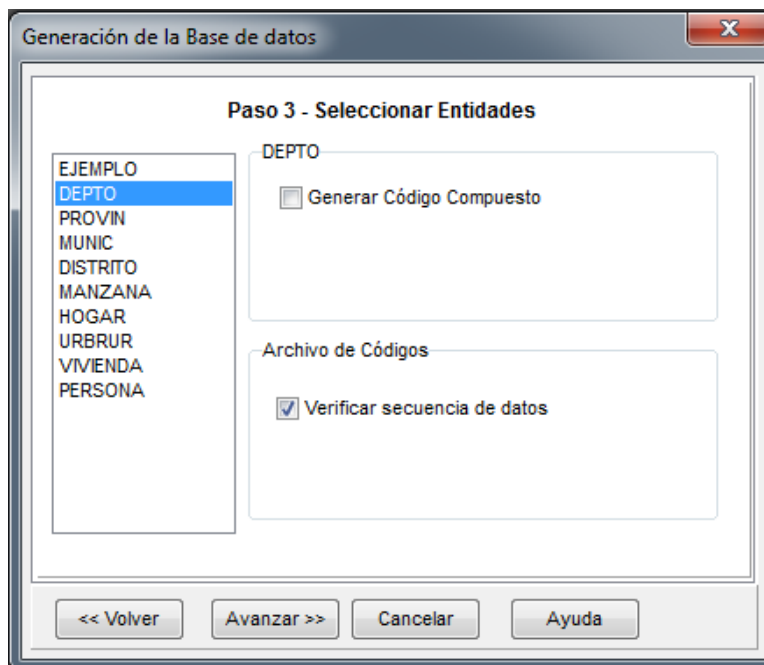 Generación de la Base de datos
Paso 3 - Seleccionar Entidades
EJEMPLO
DEPTO
PROVIN
MUNIC
DISTRITO
MANZANA
HOGAR
URBRUR
VIVIENDA
PERSONA
DEPTO
Generar Código Compuesto
Archivo de Códigos
Verificar secuencia de datos
<< Volver Avanzar >> Cancelar Ayuda